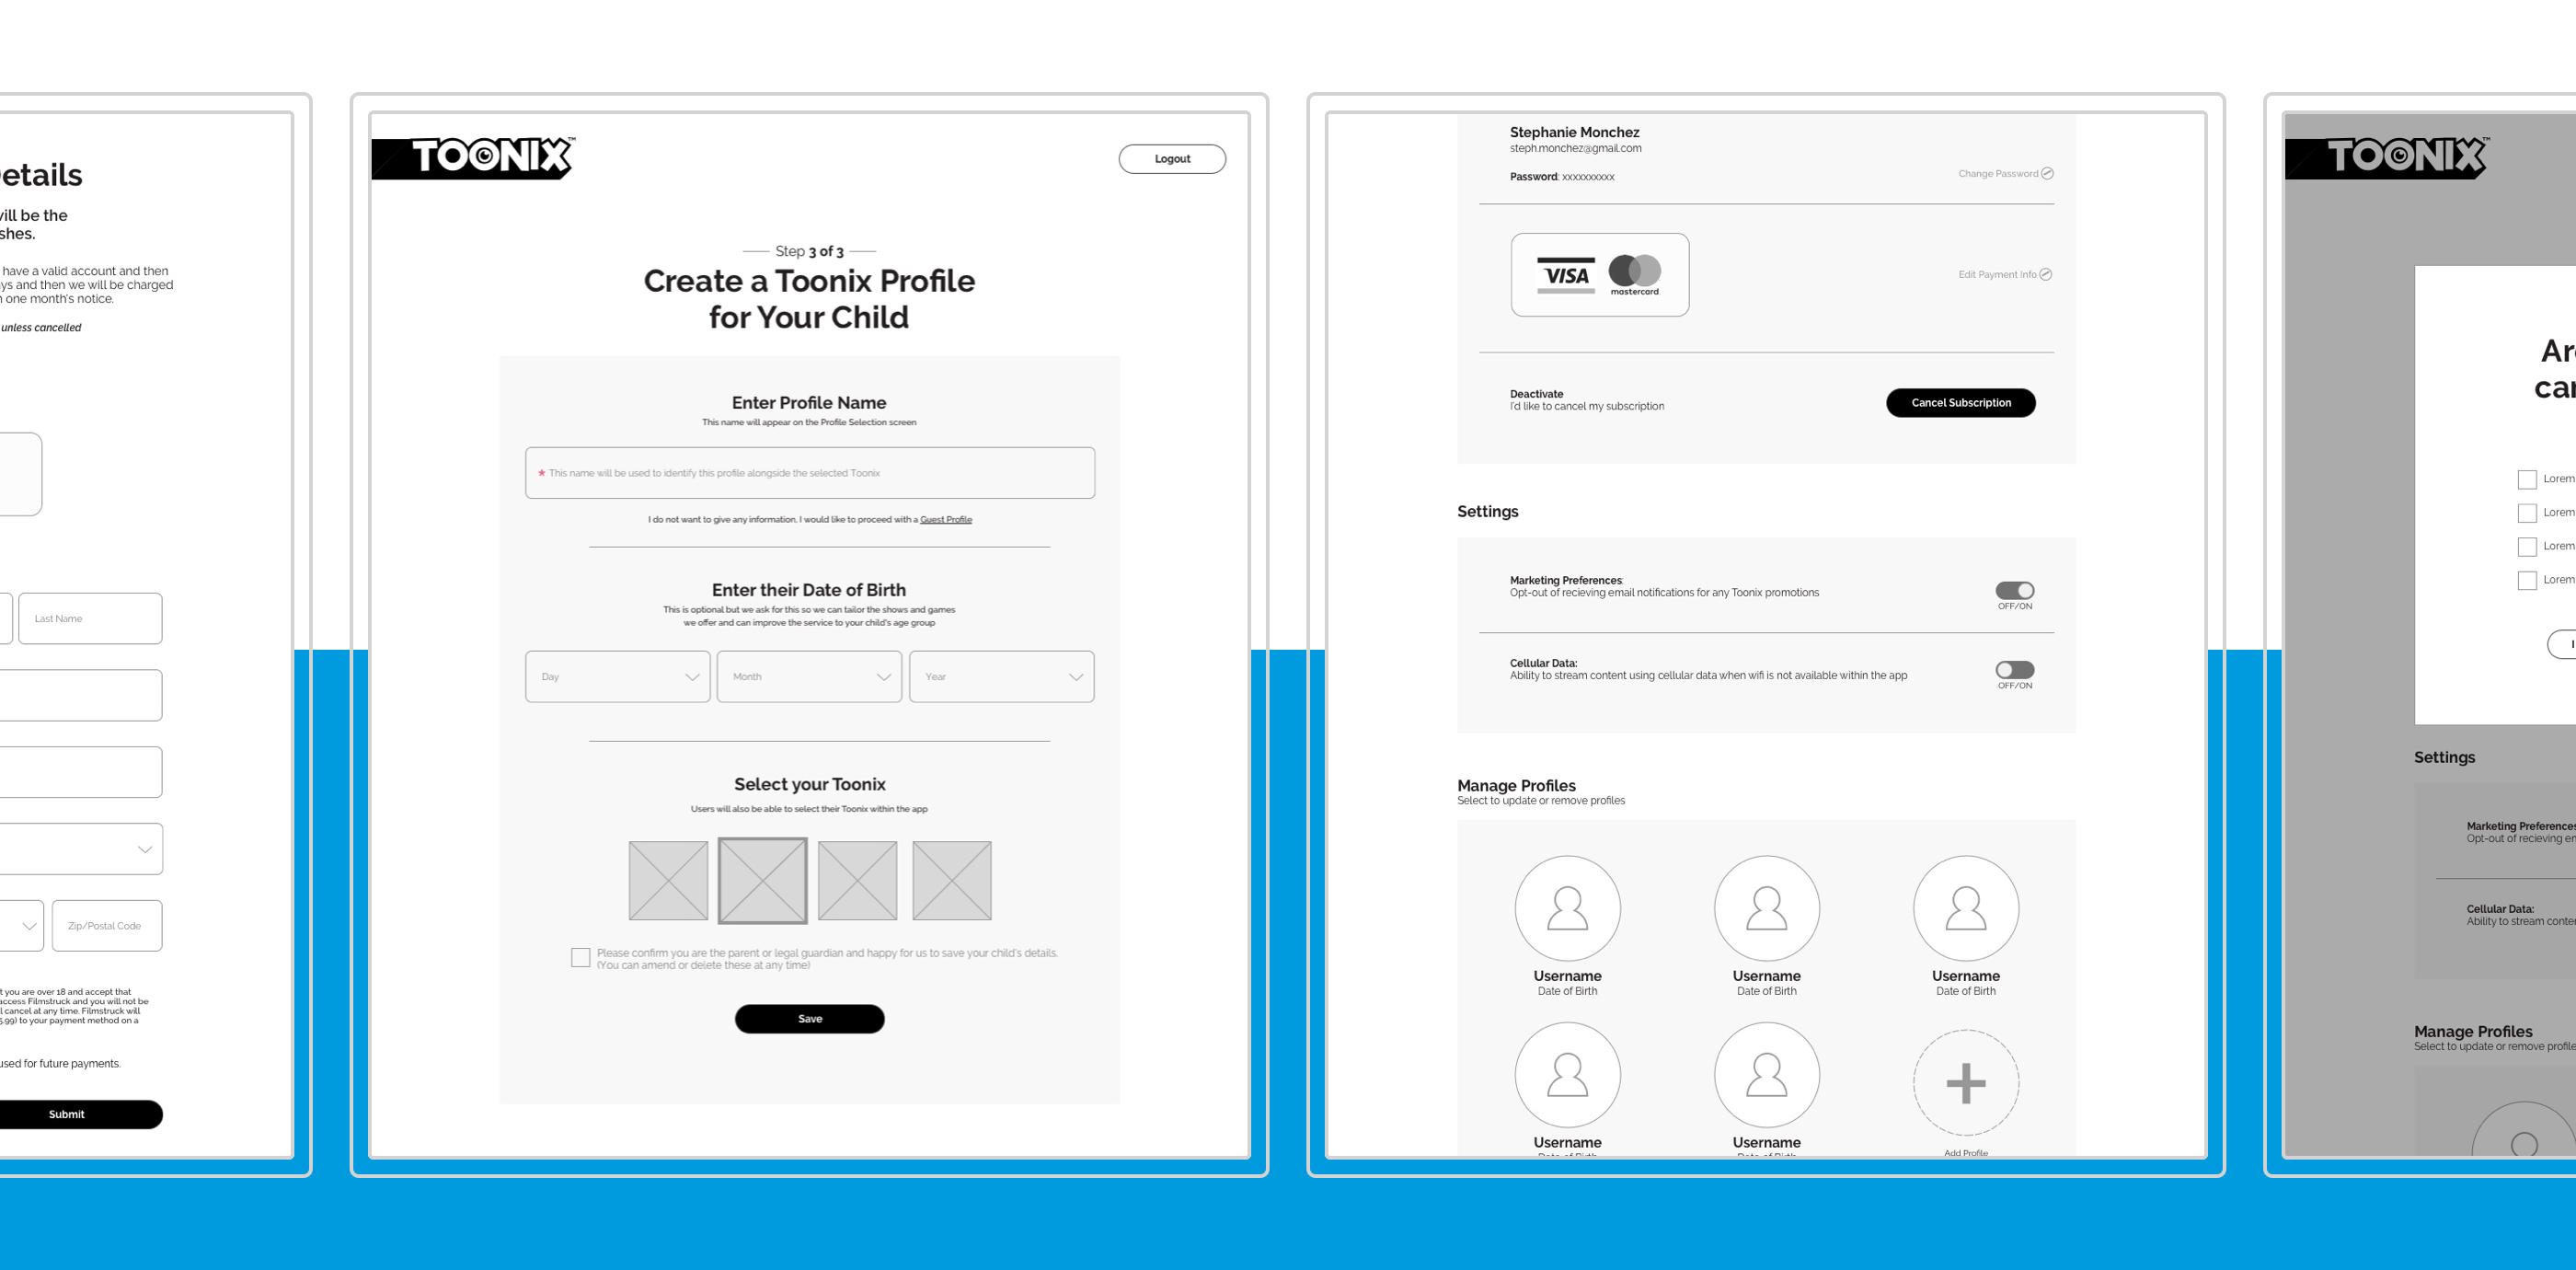 etails
vill be the
shes.
have a valid account and then
ys and then we will be charged
one month's notice.
unless cancelled
Last Name
Zip/Postal Code
t you are over 18 and accept that
access Filmstruck and you will not be
l cancel at any time. Filmstruck will
5.99) to your payment method on a
used for future payments.
Submit
TOONIX™
Logout
Step 3 of 3
Create a Toonix Profile
for Your Child
Enter Profile Name
This name will appear on the Profile Selection screen
* This name will be used to identify this profile alongside the selected Toonix
I do not want to give any information, I would like to proceed with a Guest Profile
Enter their Date of Birth
This is optional but we ask for this so we can tailor the shows and games
we offer and can improve the service to your child's age group
Day
Month
Year
Select your Toonix
Users will also be able to select their Toonix within the app
Please confirm you are the parent or legal guardian and happy for us to save your child's details.
(You can amend or delete these at any time)
Save
Stephanie Monchez
steph.monchez@gmail.com
Password: xxxxxxxxxx
Change Password
VISA
mastercard
Edit Payment info
Deactivate
I'd like to cancel my subscription
Cancel Subscription
Settings
Marketing Preferences:
Opt-out of recieving email notifications for any Toonix promotions
OFF/ON
Cellular Data:
Ability to stream content using cellular data when wifi is not available within the app
OFF/ON
Manage Profiles
Select to update or remove profiles
Username
Date of Birth
Username
Date of Birth
Username
Date of Birth
Username
Date of Birth
Username
Date of Birth
Add Profile
TOONIX™
Ar
car
Lorem
Lorem
Lorem
Lorem
I
Settings
Marketing Preferences
Opt-out of recieving en
Cellular Data:
Ability to stream conten
Manage Profiles
Select to update or remove profile